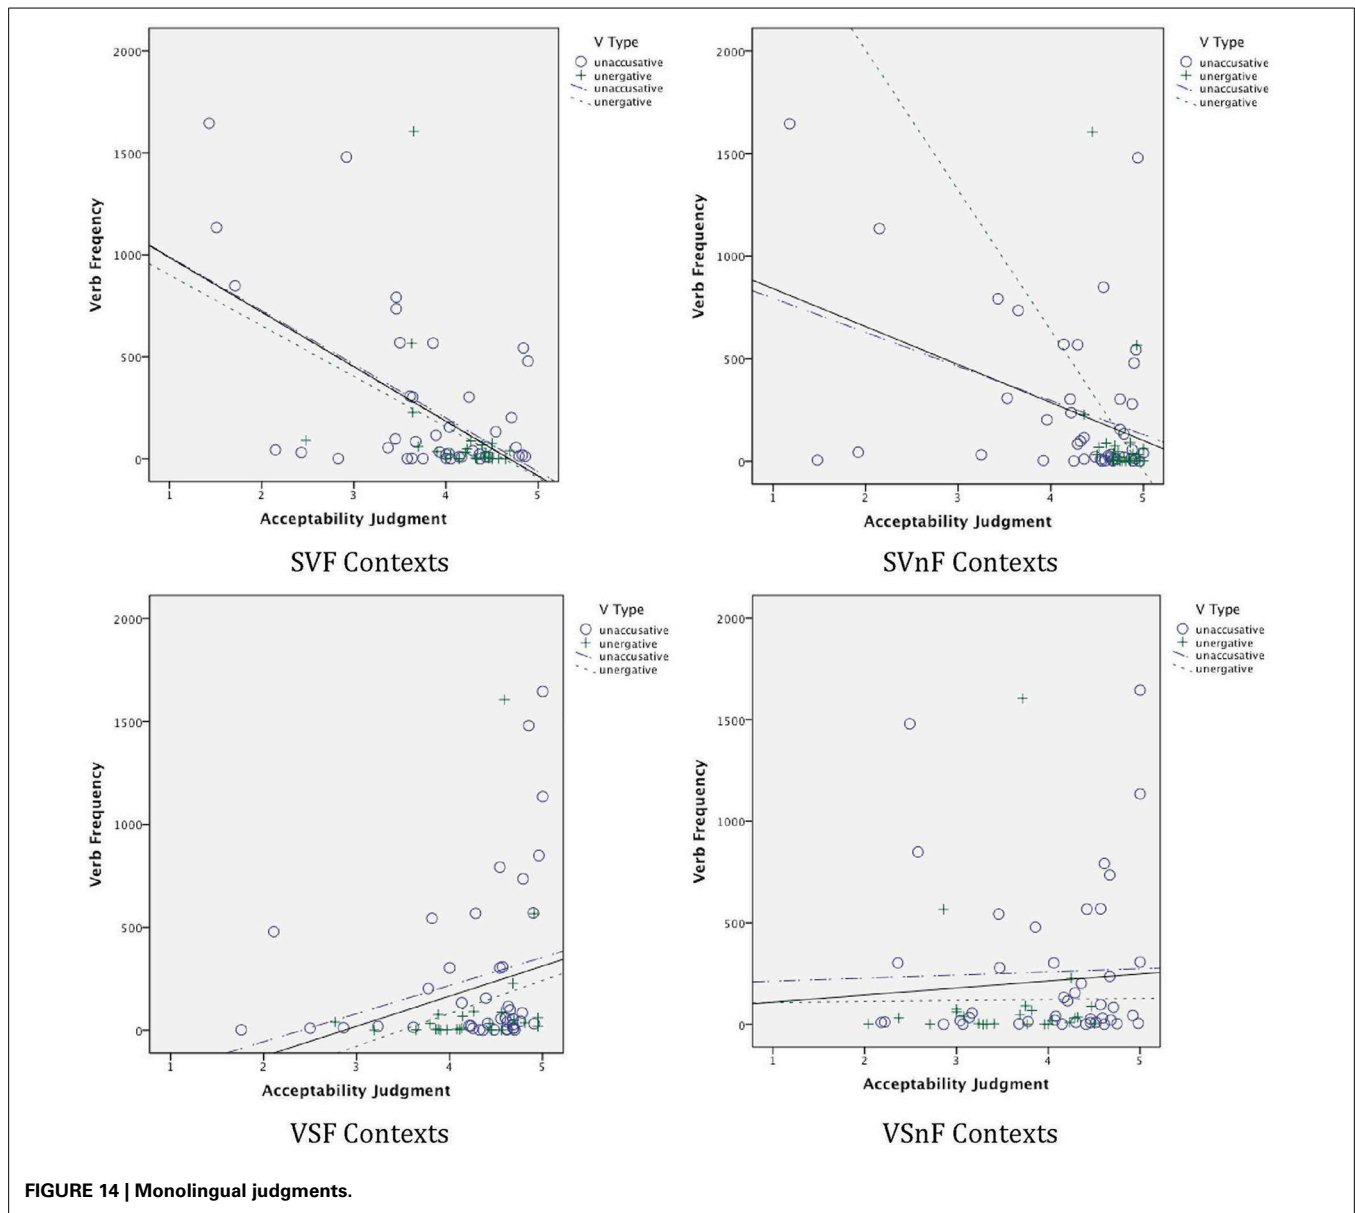 2000
1500
1000
500
0
Verb Freqency
1 2 3 4 5
Acceptability Judgment
V Type
unaccusative
unergative
unaccusative
unergative
SVF Contexts
2000
1500
1000
500
0
Verb Frequency
1 2 3 4 5
Acceptability Judgment
V Type
unaccusative
unergative
unaccusative
unergative
SVnF Contexts
2000
1500
1000
500
0
Verb Frequency
1 2 3 4 5
Acceptability Judgment
V Type
unaccusative
unergative
unaccusative
unergative
VSF Contexts
2000
1500
1000
500
0
Verb Frequency
1 2 3 4 5
Acceptability Judgment
V Type
unaccusative
unergative
unaccusative
unergative
VSnF Contexts
FIGURE 14 | Monolingual judgments.